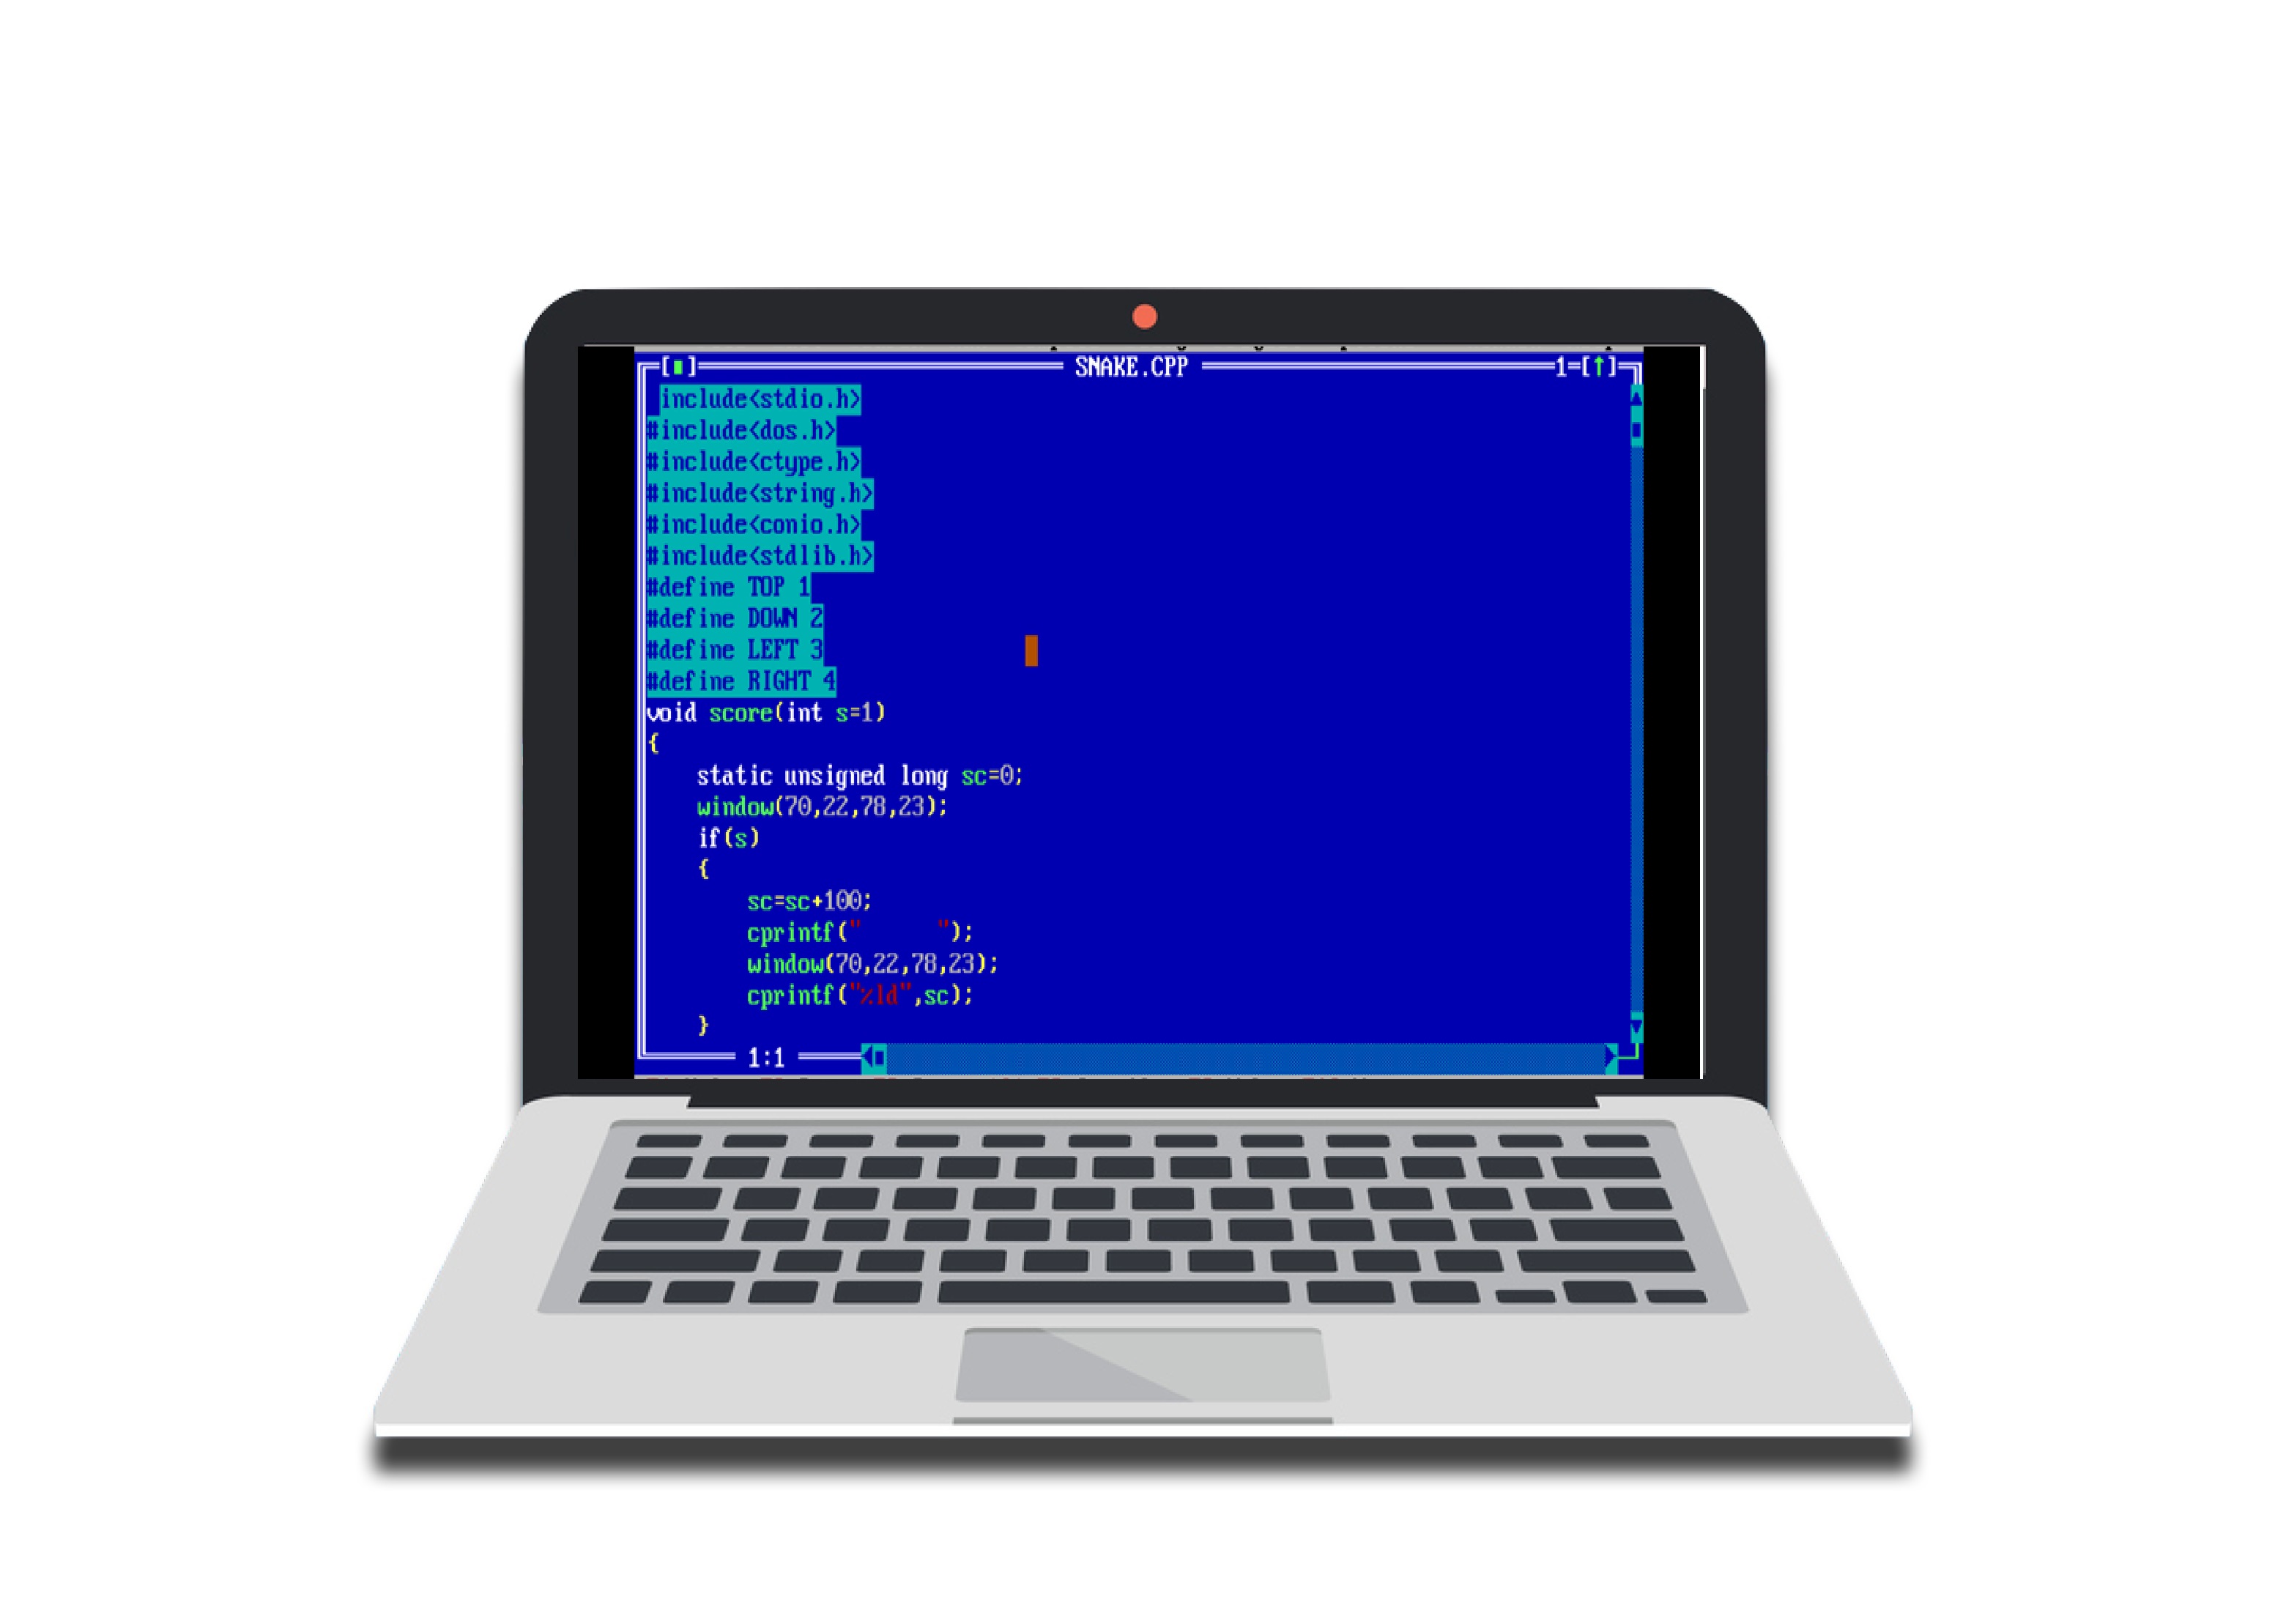 [■] SNAKE.CPP 1=[↑]
include<stdio.h>
#include<dos.h>
#include<ctype.h>
#include<string.h>
#include<conio.h>
#include<stdlib.h>
#define TOP 1
#define DOWN 2
#define LEFT 3
#define RIGHT 4
void score(int s=1)
{
    static unsigned long sc=0;
    window(70,22,78,23);
    if(s)
    {
        sc=sc+100;
        cprintf("      ");
        window(70,22,78,23);
        cprintf("%ld",sc);
    }
1:1